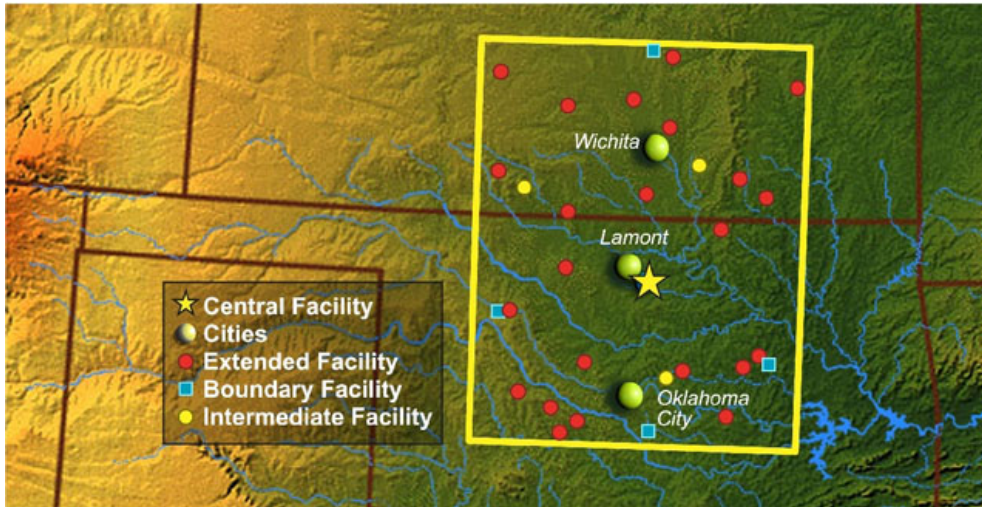 Wichita
Lamont
Central Facility
Cities
Extended Facility
Boundary Facility
Intermediate Facility
Oklahoma
City